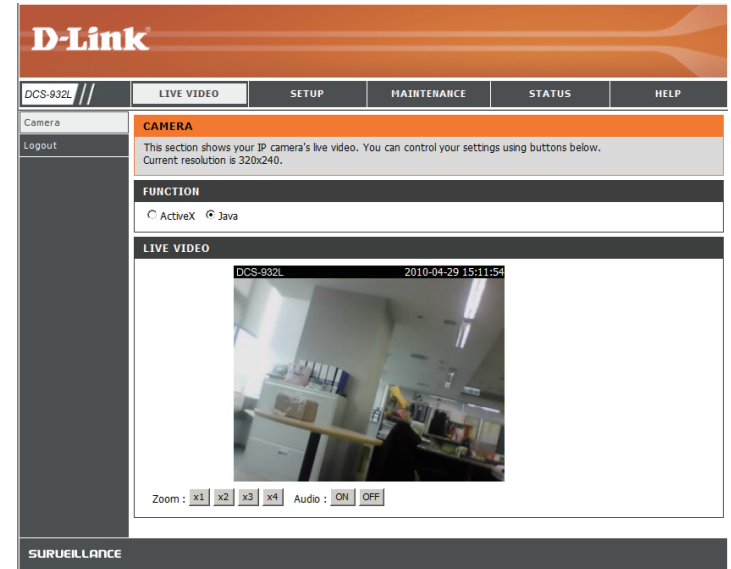 D-Link
DCS-932L // LIVE VIDEO SETUP MAINTENANCE STATUS HELP
Camera
Logout
CAMERA
This section shows your IP camera's live video. You can control your settings using buttons below.
Current resolution is 320x240.
FUNCTION
ActiveX Java
LIVE VIDEO
DCS-932L 2010-04-29 15:11:54
Zoom : x1 x2 x3 x4 Audio : ON OFF
SURVEILLANCE